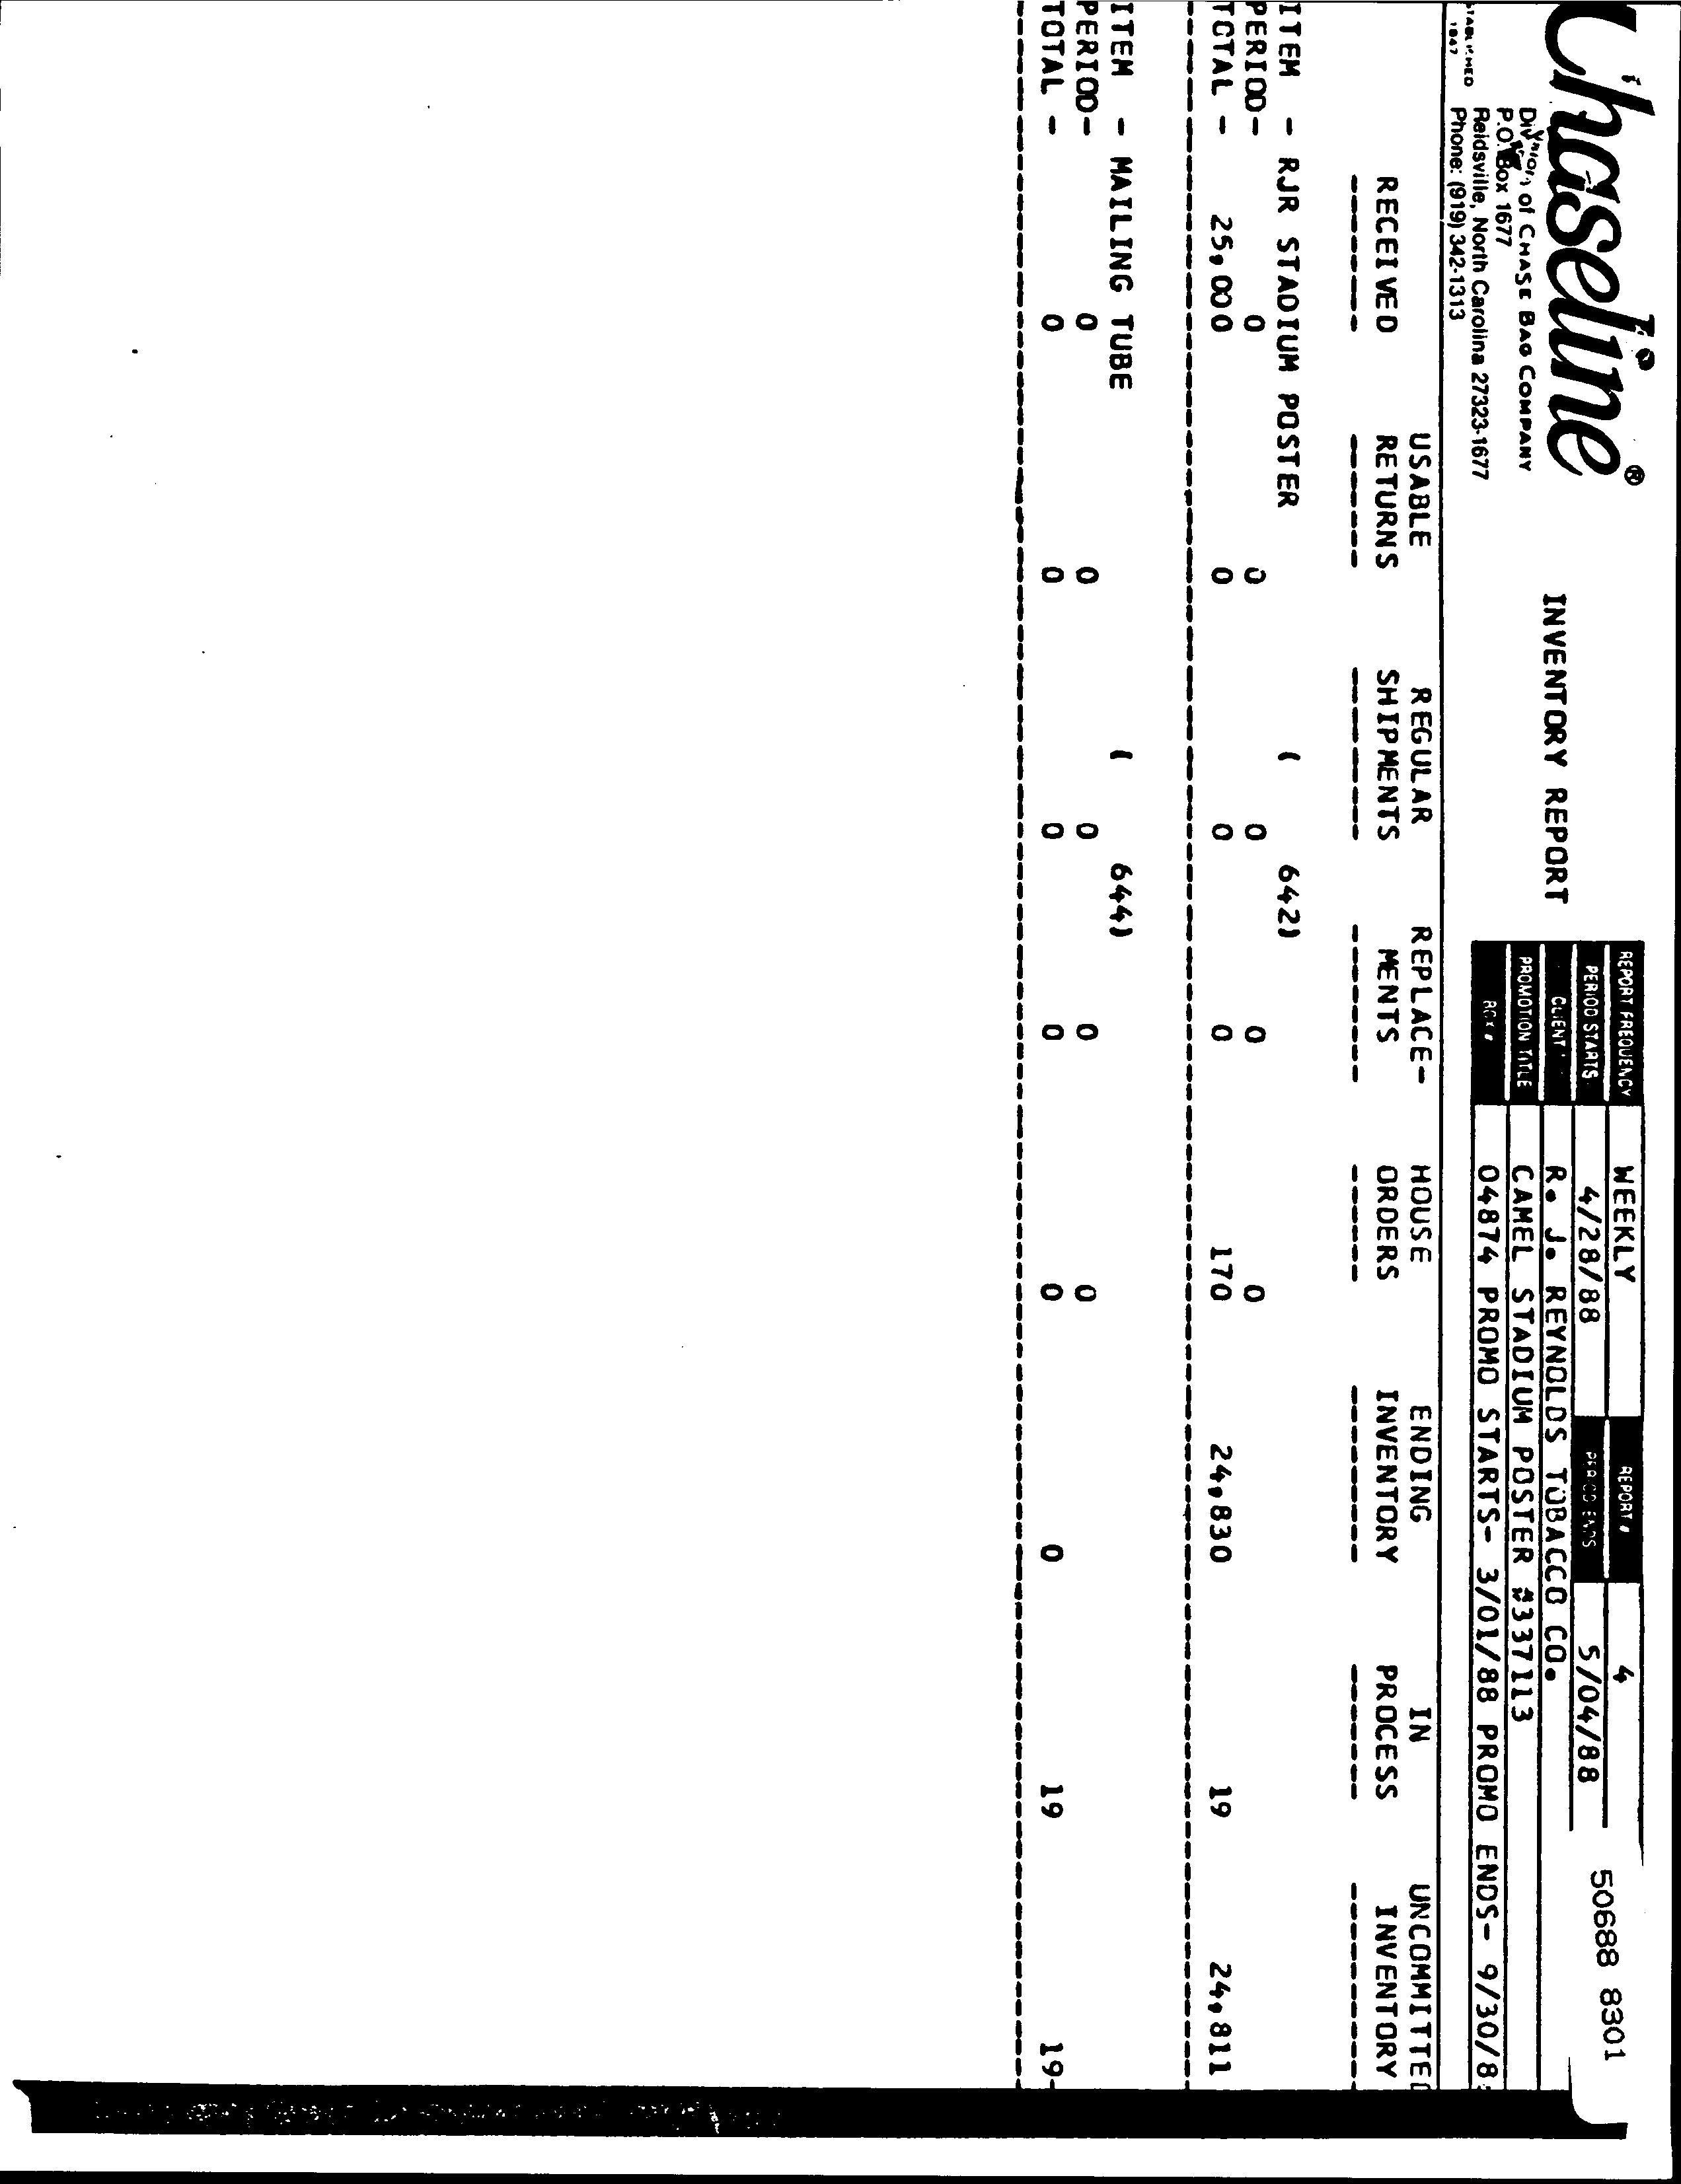 Chaseline®
INVENTORY REPORT
Division of CHASE BAG COMPANY
P.O. Box 1677
Reidsville, North Carolina 27323-1677
Phone: (919) 342-1313
1847
REPORT FREQUENCY WEEKLY REPORT # 4
50688 8301
PERIOD STARTS 4/28/88 PERIOD ENDS 5/04/88
CLIENT R. J. REYNOLDS TOBACCO CO.
PROMOTION TITLE CAMEL STADIUM POSTER #337113
04874 PROMO STARTS- 3/01/88 PROMO ENDS- 9/30/8
USABLE REGULAR REPLACE- HOUSE ENDING IN UNCOMMITTED
RECEIVED RETURNS SHIPMENTS MENTS ORDERS INVENTORY PROCESS INVENTORY
ITEM - RJR STADIUM POSTER ( 642)
PERIOD- 0 0 0 0 0
TOTAL - 25,000 0 0 0 170 24,830 19 24,811
ITEM - MAILING TUBE ( 644)
PERIOD- 0 0 0 0 0
TOTAL - 0 0 0 0 0 0 19 19-